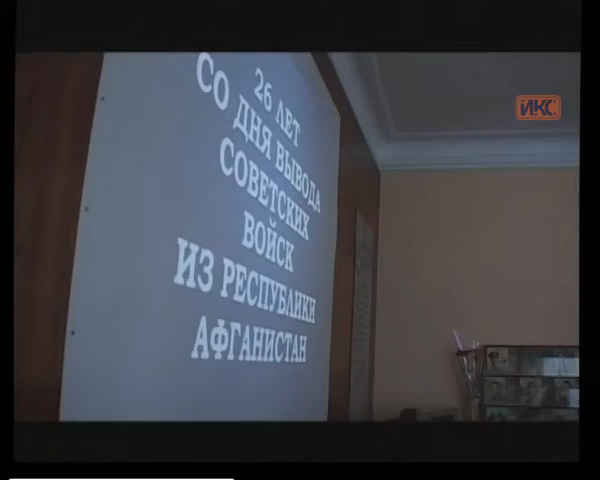 ИКС
26 ЛЕТ
СО ДНЯ ВЫВОДА
СОВЕТСКИХ
ВОЙСК
ИЗ РЕСПУБЛИКИ
АФГАНИСТАН